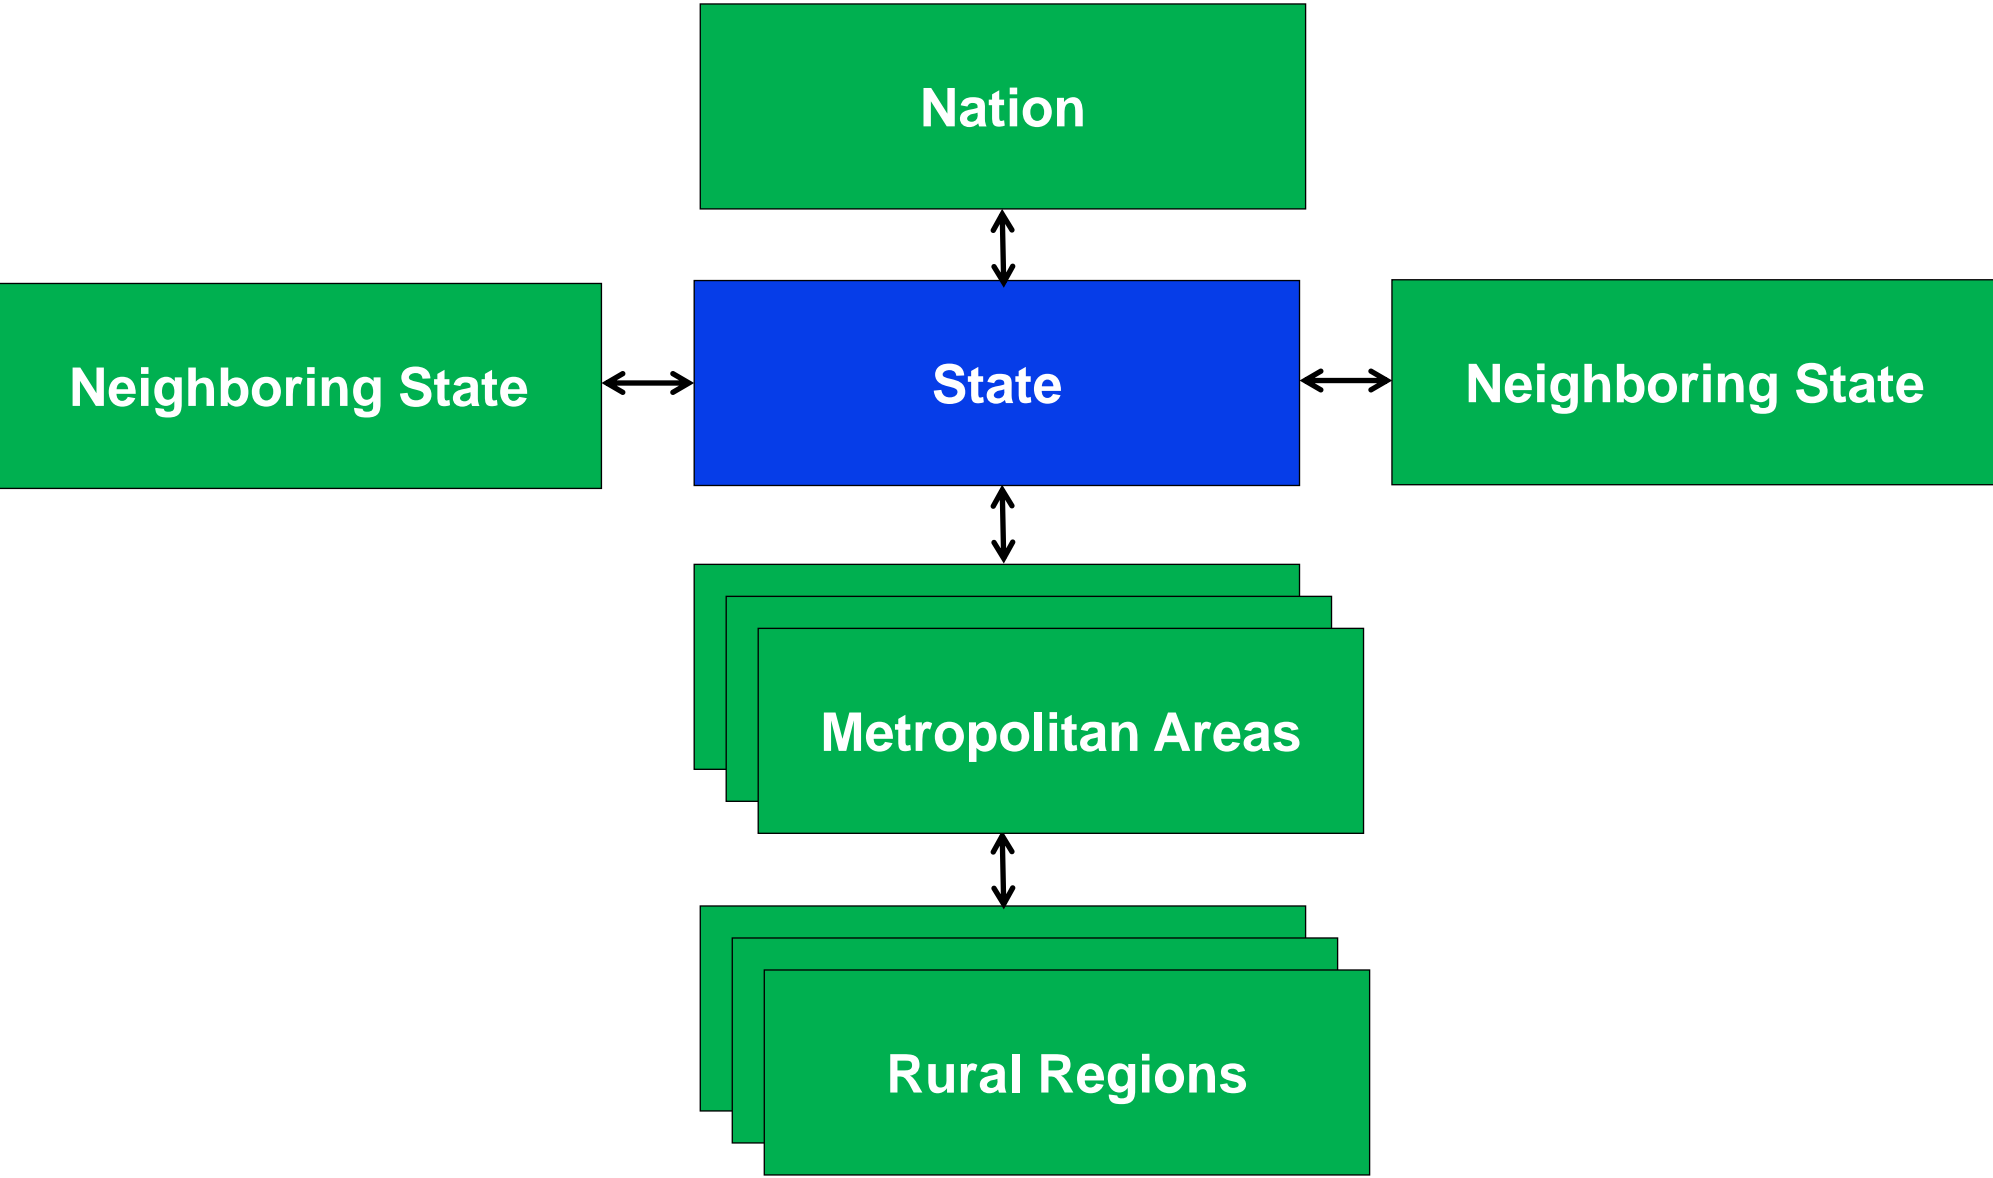 Nation
Neighboring State
State
Neighboring State
Metropolitan Areas
Rural Regions